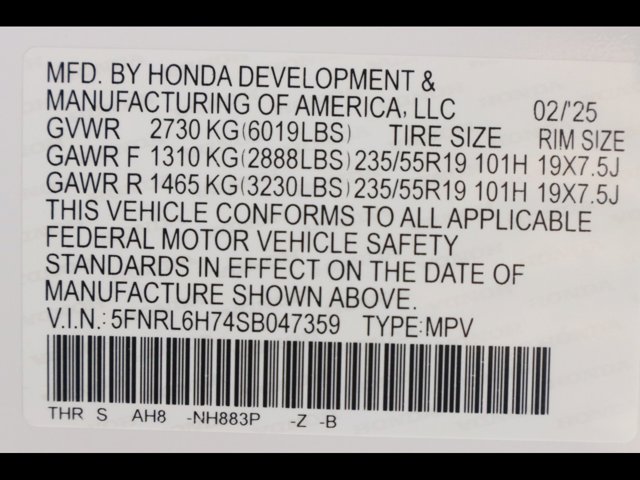 MFD. BY HONDA DEVELOPMENT &
MANUFACTURING OF AMERICA, LLC 02/'25
GVWR 2730 KG(6019LBS) TIRE SIZE RIM SIZE
GAWR F 1310 KG(2888LBS) 235/55R19 101H 19X7.5J
GAWR R 1465 KG(3230LBS) 235/55R19 101H 19X7.5J
THIS VEHICLE CONFORMS TO ALL APPLICABLE
FEDERAL MOTOR VEHICLE SAFETY
STANDARDS IN EFFECT ON THE DATE OF
MANUFACTURE SHOWN ABOVE.
V.I.N.: 5FNRL6H74SB047359 TYPE:MPV
THR S AH8 -NH883P -Z -B